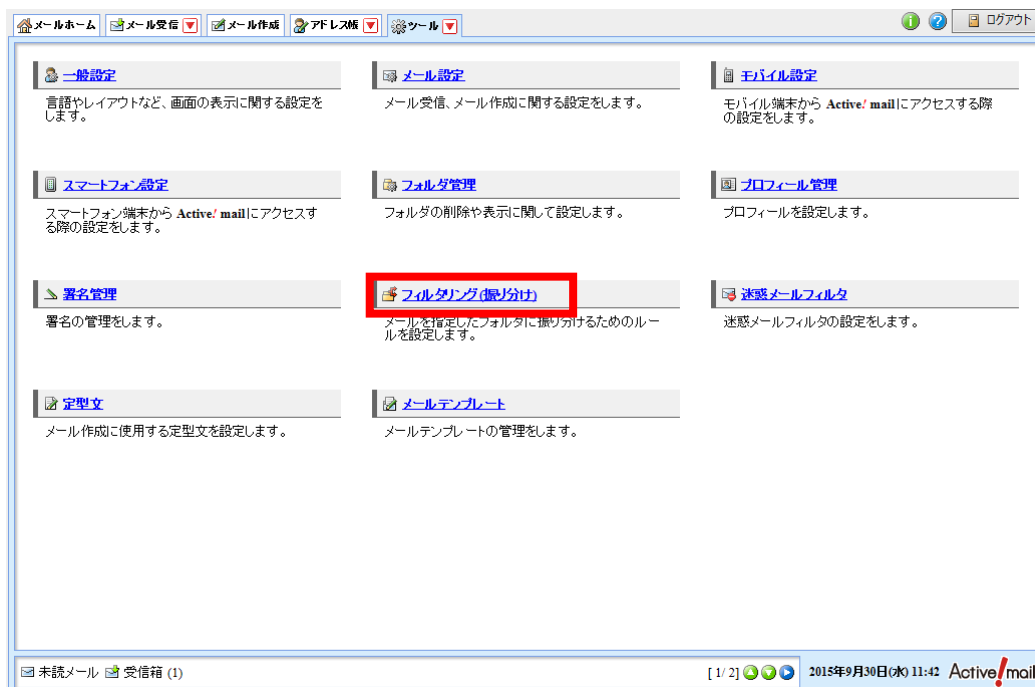 メールホーム メール受信 メール作成 アドレス帳 ツール ログアウト
一般設定 メール設定 モバイル設定
言語やレイアウトなど、画面の表示に関する設定を
します。
メール受信、メール作成に関する設定をします。
モバイル端末から Active! mailにアクセスする際
の設定をします。
スマートフォン設定 フォルダ管理 プロフィール管理
スマートフォン端末から Active! mailにアクセスす
る際の設定をします。
フォルダの削除や表示に関して設定します。
プロフィールを設定します。
署名管理 フィルタリング(振り分け) 迷惑メールフィルタ
署名の管理をします。
メールを指定したフォルダに振り分けるためのルー
ルを設定します。
迷惑メールフィルタの設定をします。
定型文 メールテンプレート
メール作成に使用する定型文を設定します。
メールテンプレートの管理をします。
未読メール 受信箱 (1) [ 1/ 2] 2015年9月30日(水) 11:42 Active! mail